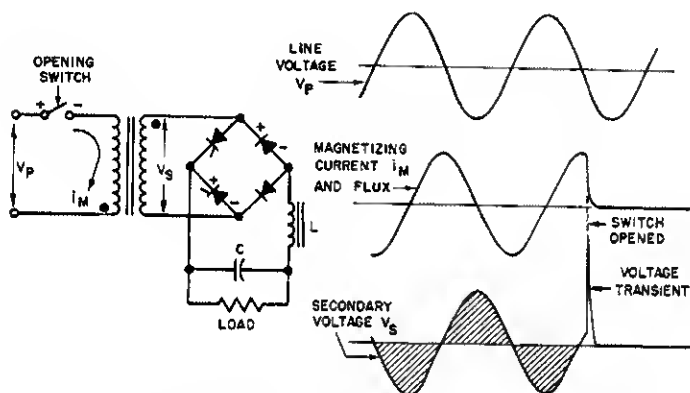 OPENING
SWITCH
+
-
V_P
i_M
V_S
+
-
+
-
L
C
LOAD
LINE
VOLTAGE
V_P
MAGNETIZING
CURRENT i_M
AND FLUX
SWITCH
OPENED
VOLTAGE
TRANSIENT
SECONDARY
VOLTAGE V_S